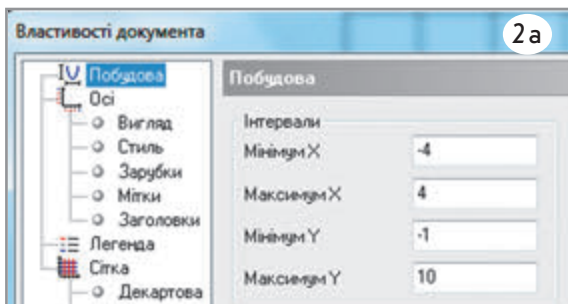 Властивості документа
2а
Побудова
Осі
Вигляд
Стиль
Зарубки
Мітки
Заголовки
Легенда
Сітка
Декартова
Побудова
Інтервали
Мінімум X
-4
Максимум X
4
Мінімум Y
-1
Максимум Y
10